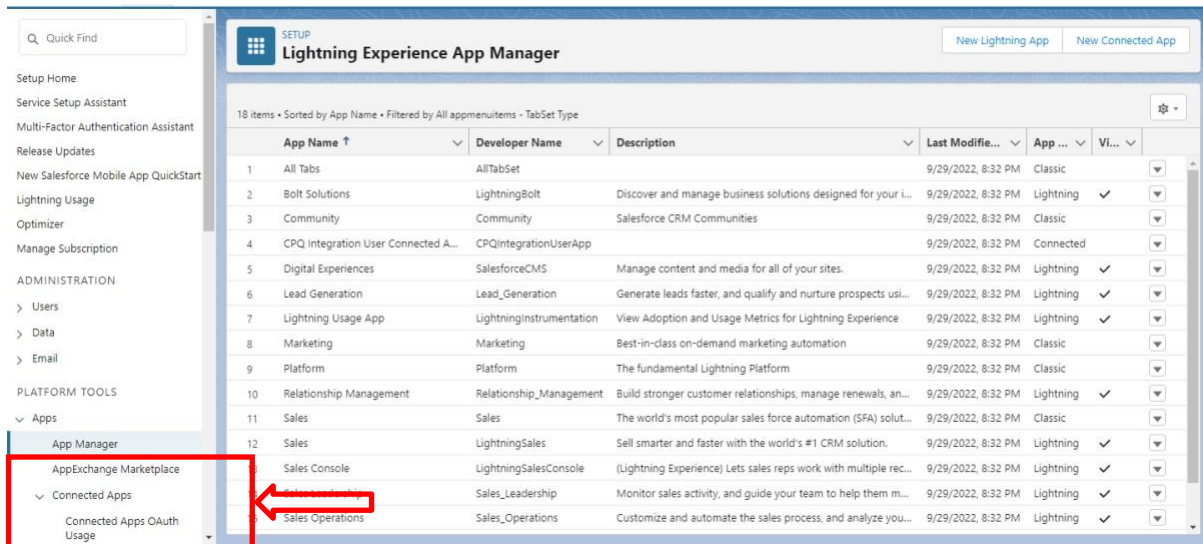 Quick Find
Setup Home
Service Setup Assistant
Multi-Factor Authentication Assistant
Release Updates
New Salesforce Mobile App QuickStart
Lightning Usage
Optimizer
Manage Subscription
ADMINISTRATION
Users
Data
Email
PLATFORM TOOLS
Apps
App Manager
AppExchange Marketplace
Connected Apps
Connected Apps OAuth
Usage
SETUP
Lightning Experience App Manager
New Lightning App New Connected App
18 items • Sorted by App Name • Filtered by All appmenuitems - TabSet Type
App Name ↑ Developer Name Description Last Modifie... App ... Vi...
1 All Tabs AllTabSet 9/29/2022, 8:32 PM Classic
2 Bolt Solutions LightningBolt Discover and manage business solutions designed for your i... 9/29/2022, 8:32 PM Lightning ✓
3 Community Community Salesforce CRM Communities 9/29/2022, 8:32 PM Classic
4 CPQ Integration User Connected A... CPQIntegrationUserApp 9/29/2022, 8:32 PM Connected
5 Digital Experiences SalesforceCMS Manage content and media for all of your sites. 9/29/2022, 8:32 PM Lightning ✓
6 Lead Generation Lead_Generation Generate leads faster, and qualify and nurture prospects usi... 9/29/2022, 8:32 PM Lightning ✓
7 Lightning Usage App LightningInstrumentation View Adoption and Usage Metrics for Lightning Experience 9/29/2022, 8:32 PM Lightning ✓
8 Marketing Marketing Best-in-class on-demand marketing automation 9/29/2022, 8:32 PM Classic
9 Platform Platform The fundamental Lightning Platform 9/29/2022, 8:32 PM Classic
10 Relationship Management Relationship_Management Build stronger customer relationships, manage renewals, an... 9/29/2022, 8:32 PM Lightning ✓
11 Sales Sales The world's most popular sales force automation (SFA) solut... 9/29/2022, 8:32 PM Classic
12 Sales LightningSales Sell smarter and faster with the world's #1 CRM solution. 9/29/2022, 8:32 PM Lightning ✓
Sales Console LightningSalesConsole (Lightning Experience) Lets sales reps work with multiple rec... 9/29/2022, 8:32 PM Lightning ✓
Sales Leadership Sales_Leadership Monitor sales activity, and guide your team to help them m... 9/29/2022, 8:32 PM Lightning ✓
Sales Operations Sales_Operations Customize and automate the sales process, and analyze you... 9/29/2022, 8:32 PM Lightning ✓